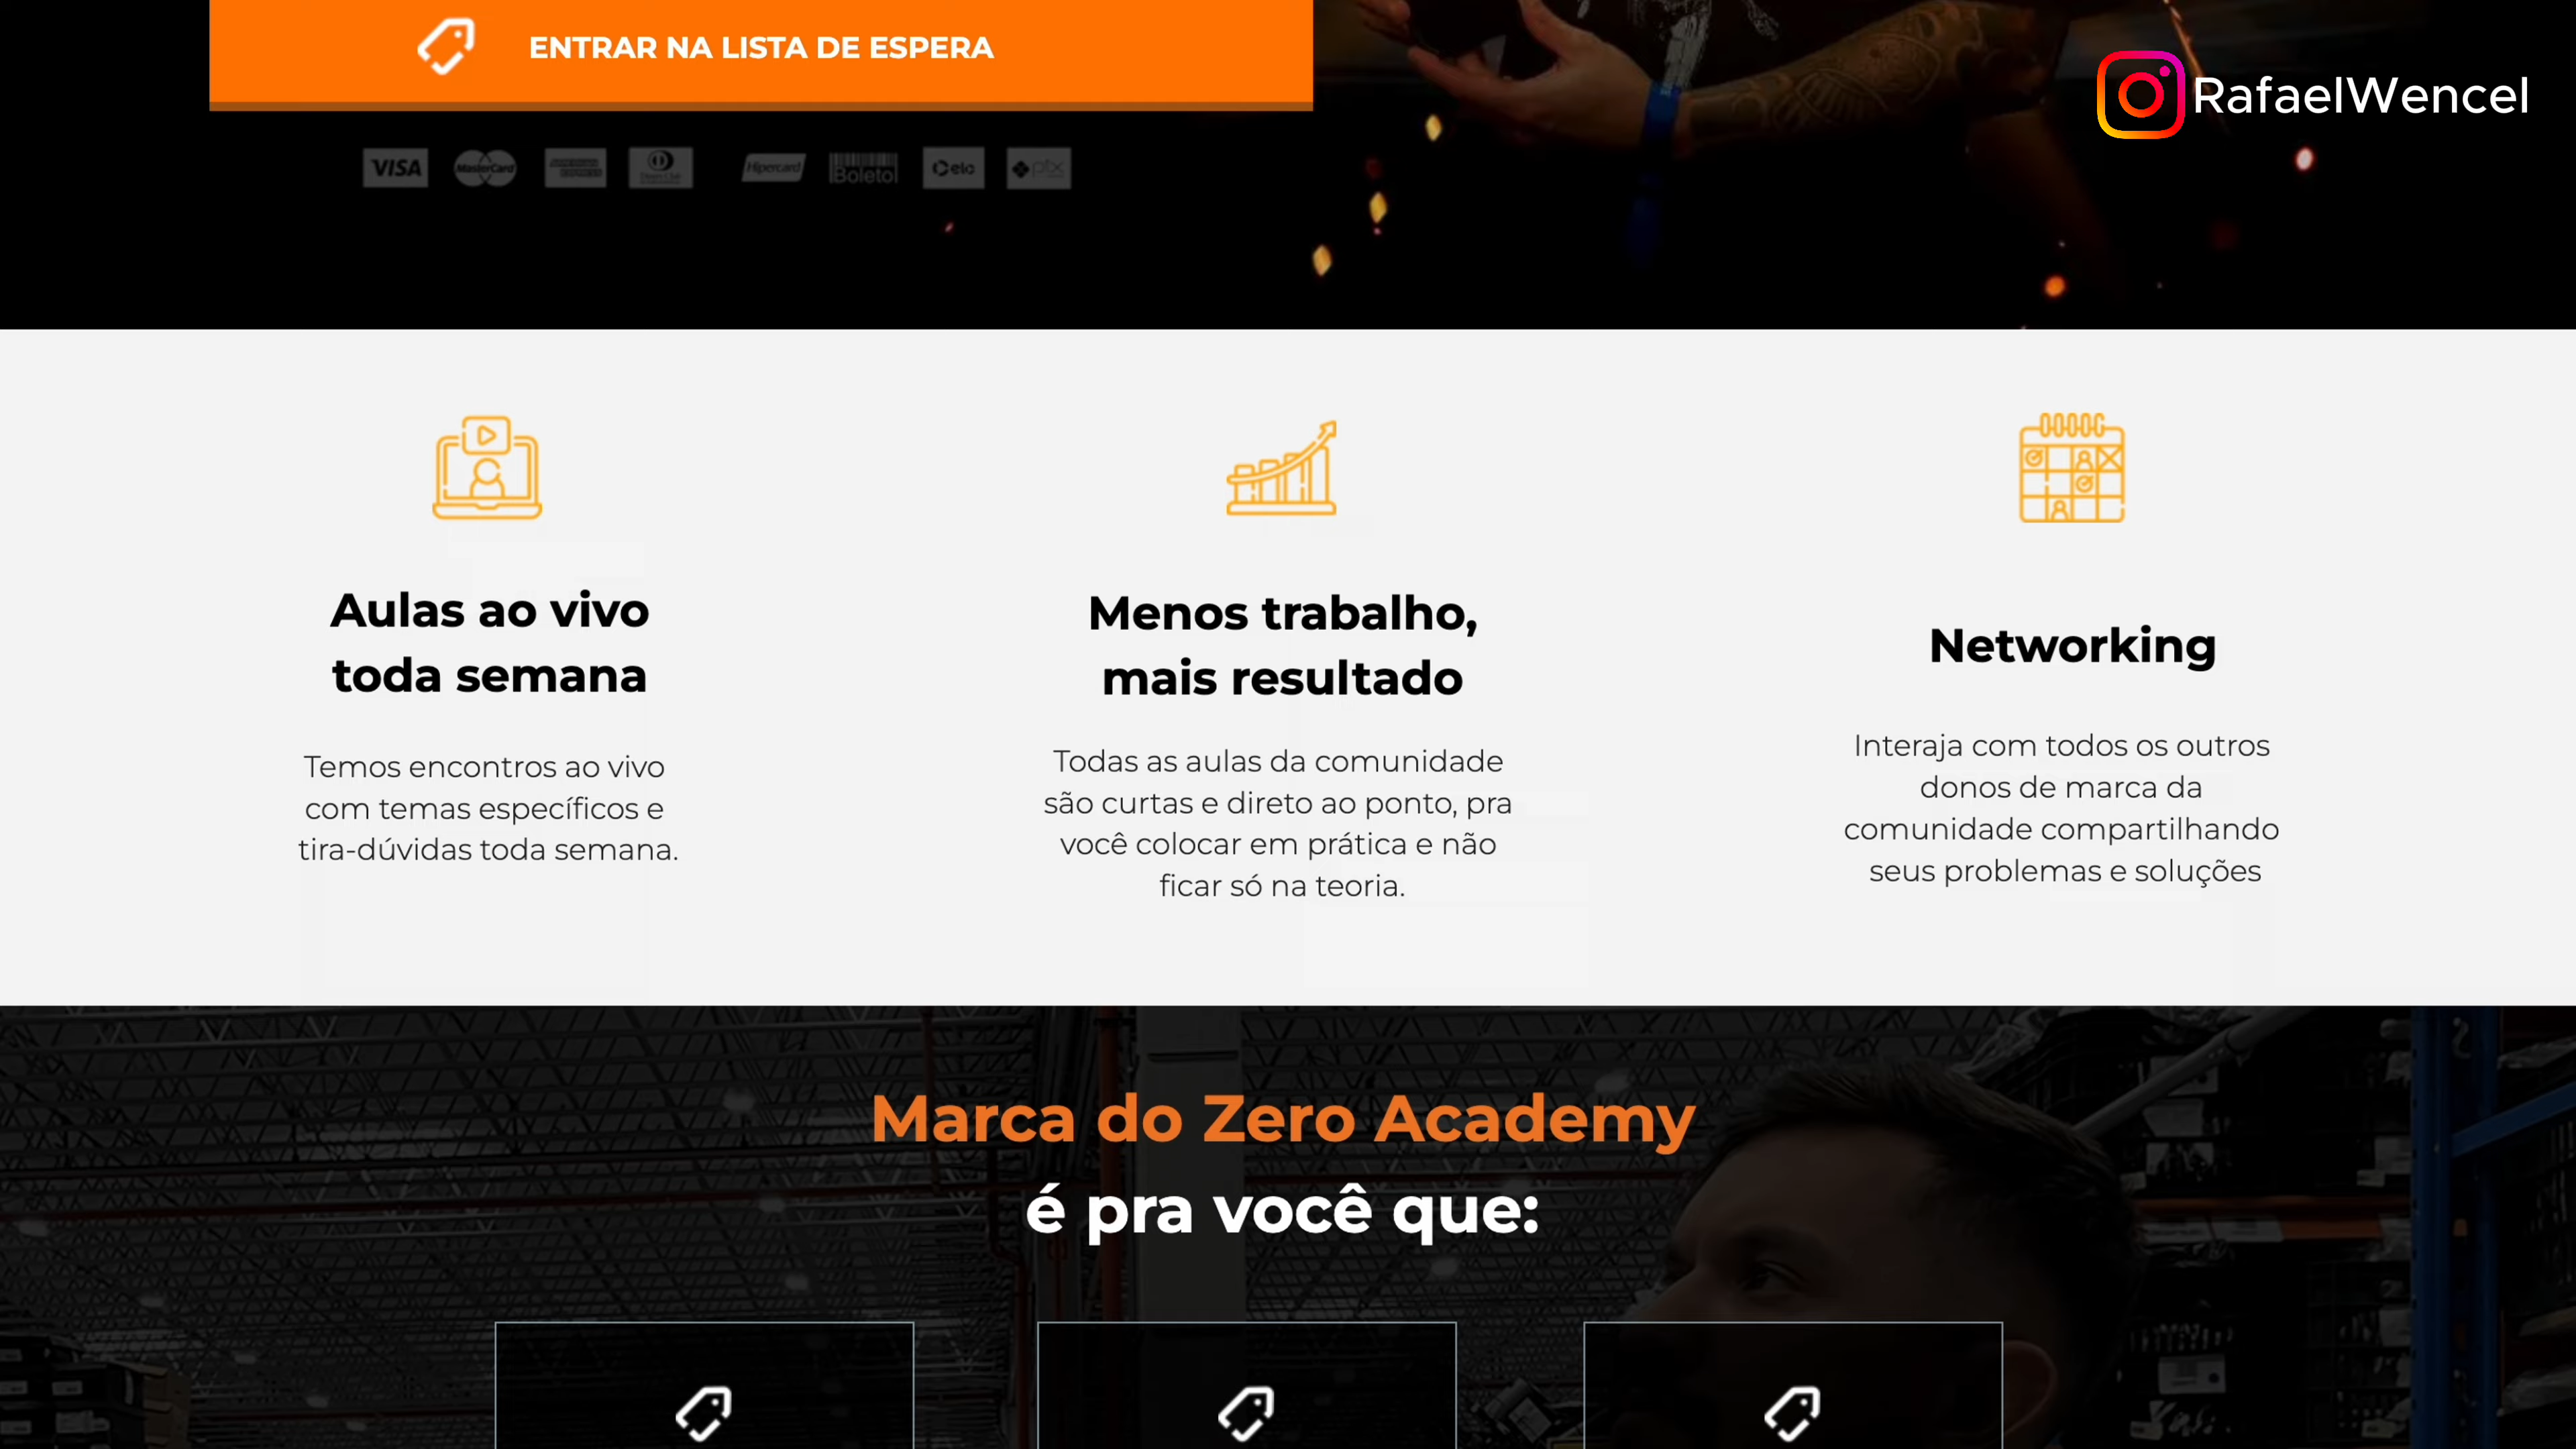 ENTRAR NA LISTA DE ESPERA
RafaelWencel
VISA
MasterCard
Hipercard
Boleto
elo
pix
Aulas ao vivo
toda semana
Temos encontros ao vivo
com temas específicos e
tira-dúvidas toda semana.
Menos trabalho,
mais resultado
Todas as aulas da comunidade
são curtas e direto ao ponto, pra
você colocar em prática e não
ficar só na teoria.
Networking
Interaja com todos os outros
donos de marca da
comunidade compartilhando
seus problemas e soluções
Marca do Zero Academy
é pra você que: